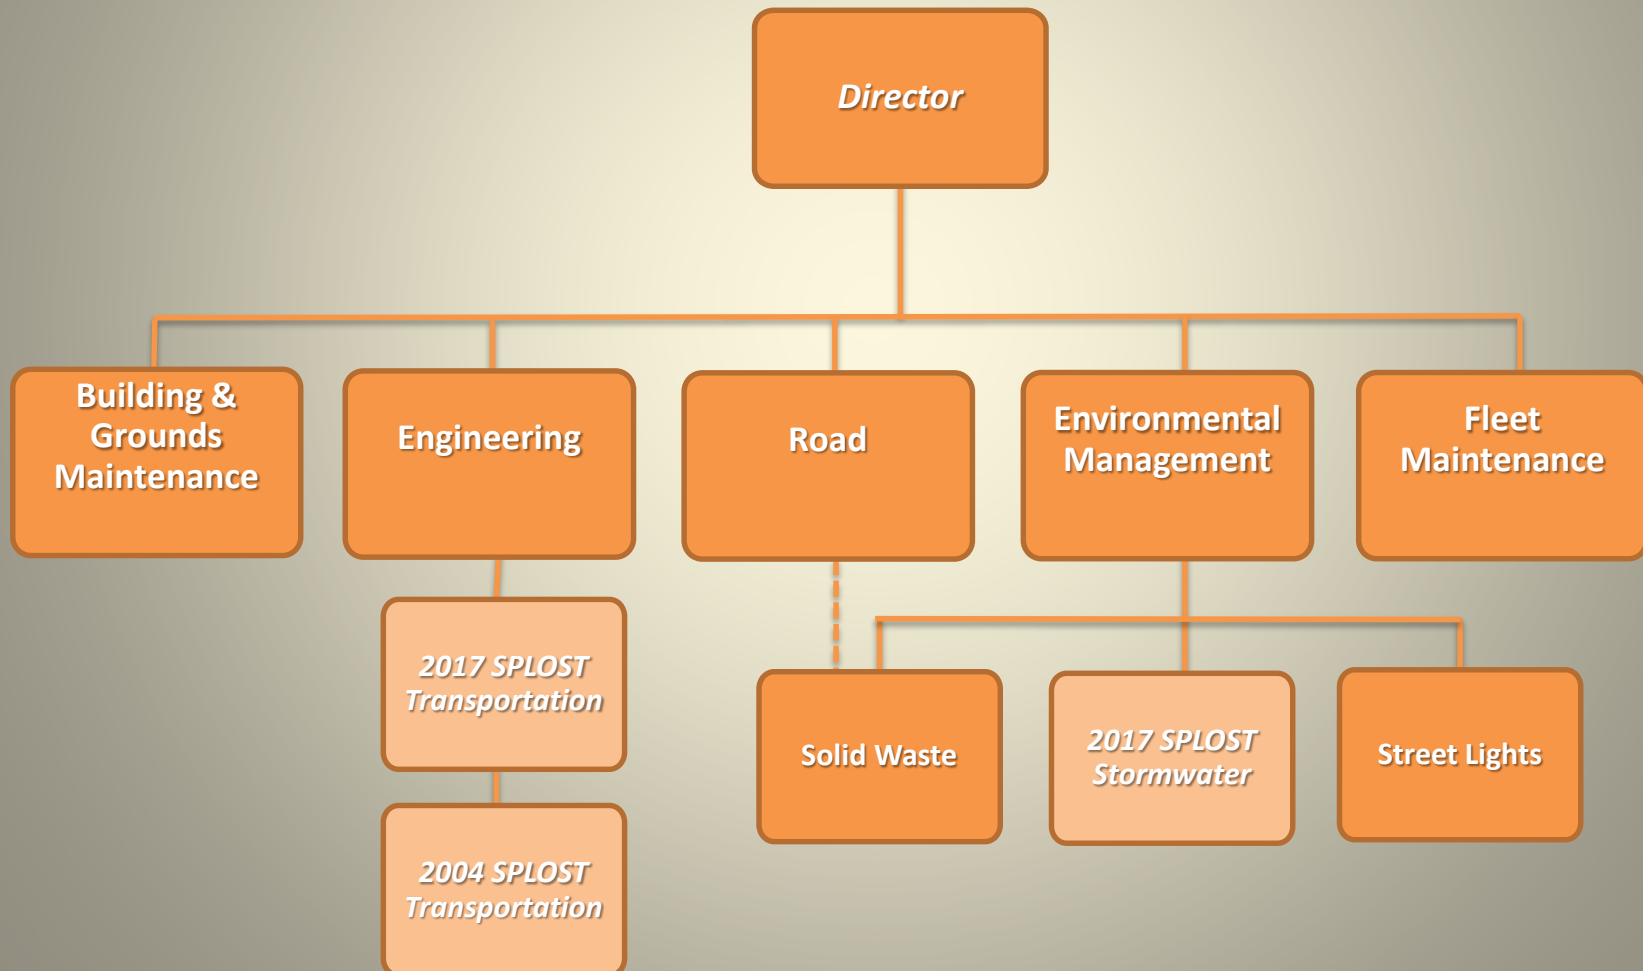 Director
Building &
Grounds
Maintenance
Engineering
Road
Environmental
Management
Fleet
Maintenance
2017 SPLOST
Transportation
Solid Waste
2017 SPLOST
Stormwater
Street Lights
2004 SPLOST
Transportation